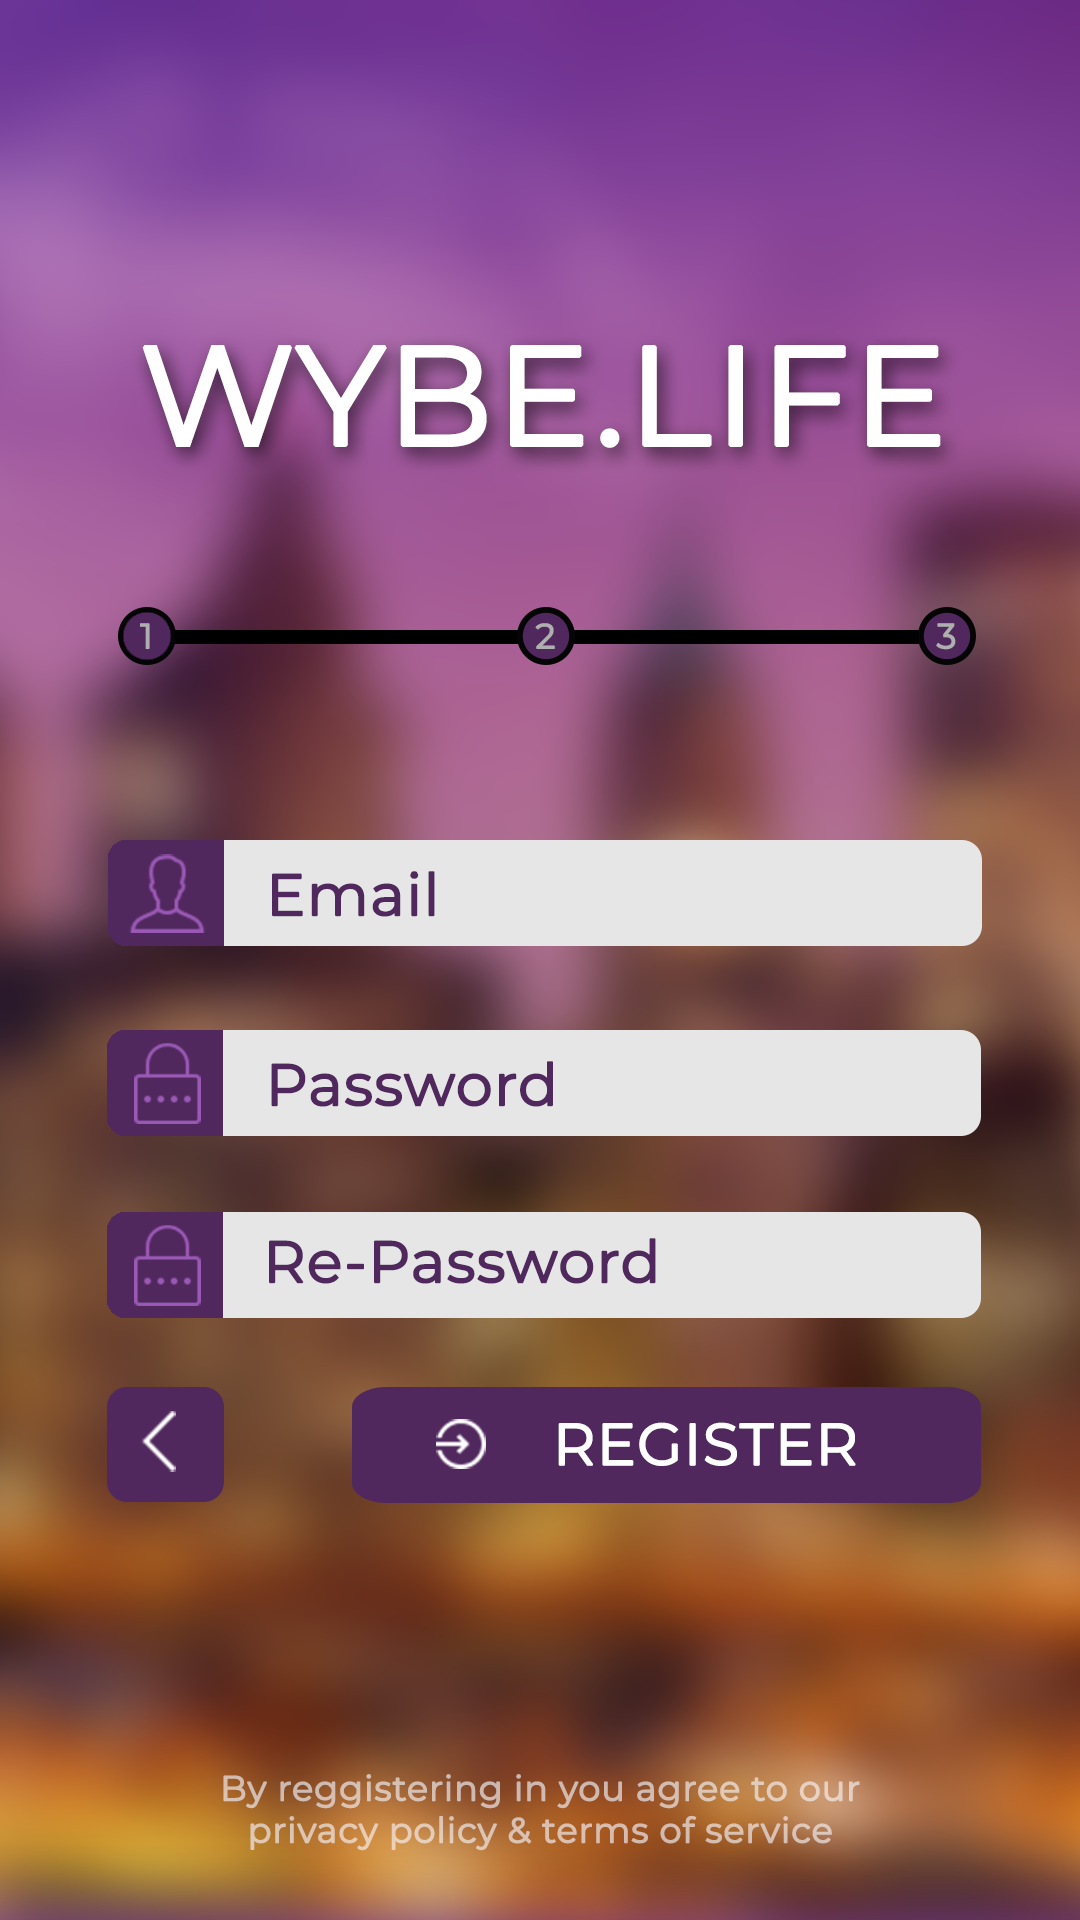 WYBE.LIFE
1 2 3
Email
Password
Re-Password
REGISTER
By reggistering in you agree to our
privacy policy & terms of service